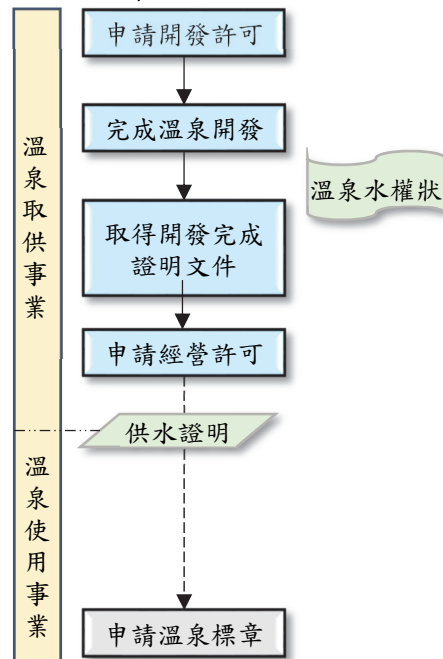 申請開發許可
完成溫泉開發
溫泉水權狀
取得開發完成
證明文件
申請經營許可
供水證明
申請溫泉標章
溫泉取供事業
溫泉使用事業